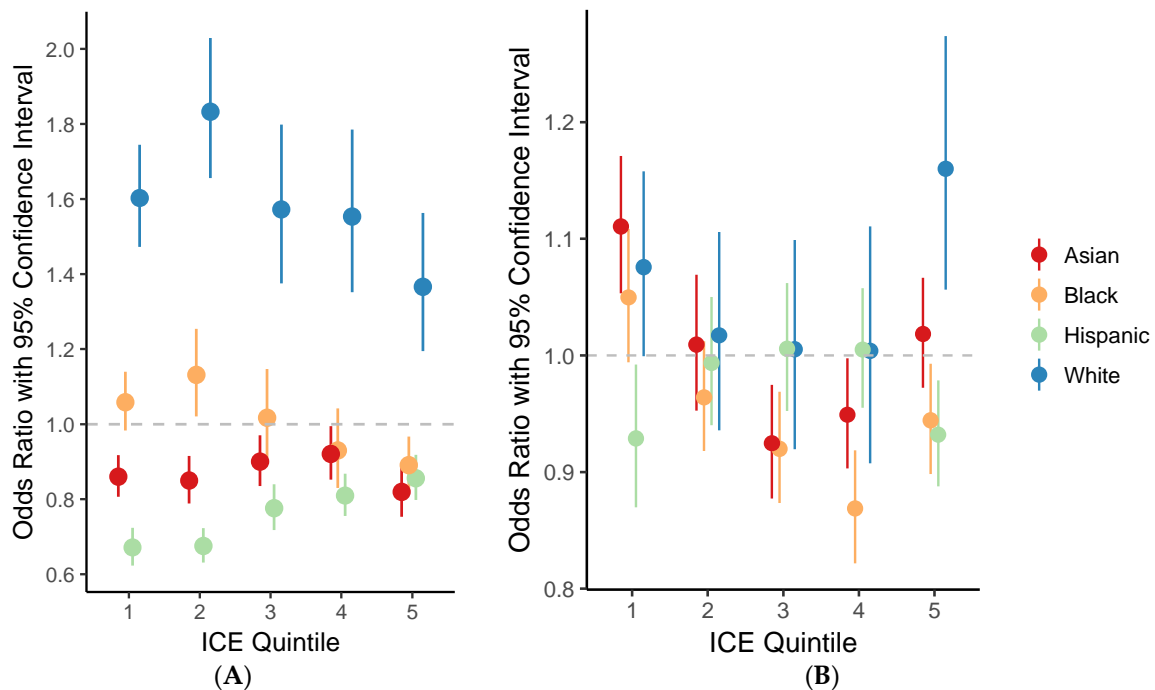 Odds Ratio with 95% Confidence Interval
2.0
1.8
1.6
1.4
1.2
1.0
0.8
0.6
1 2 3 4 5
ICE Quintile
(A)
Odds Ratio with 95% Confidence Interval
1.2
1.1
1.0
0.9
0.8
1 2 3 4 5
ICE Quintile
(B)
Asian
Black
Hispanic
White